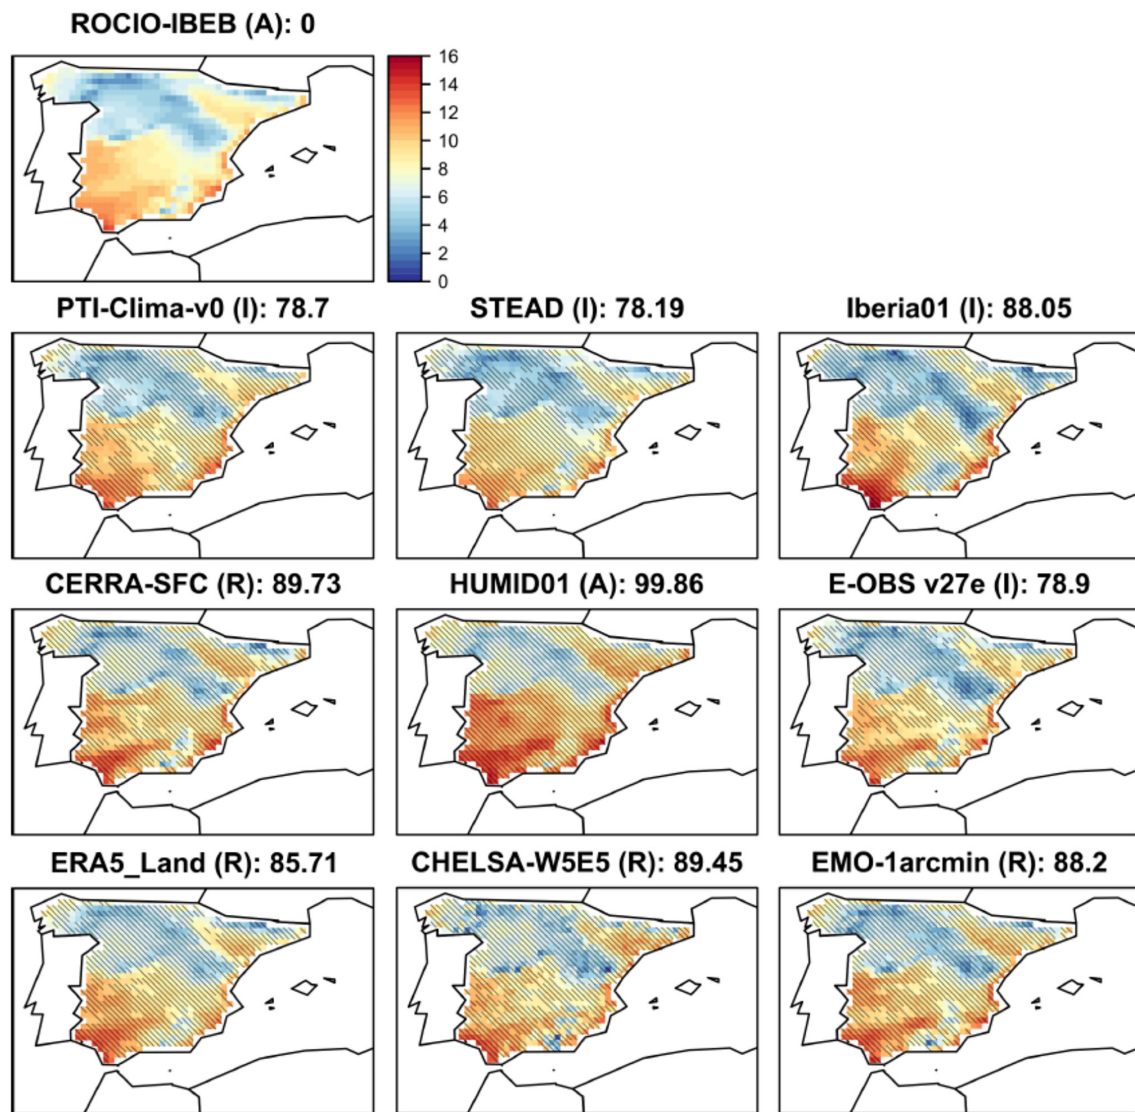 ROCIO-IBEB (A): 0
16
14
12
10
8
6
4
2
0
PTI-Clima-v0 (I): 78.7
STEAD (I): 78.19
Iberia01 (I): 88.05
CERRA-SFC (R): 89.73
HUMID01 (A): 99.86
E-OBS v27e (I): 78.9
ERA5_Land (R): 85.71
CHELSA-W5E5 (R): 89.45
EMO-1arcmin (R): 88.2